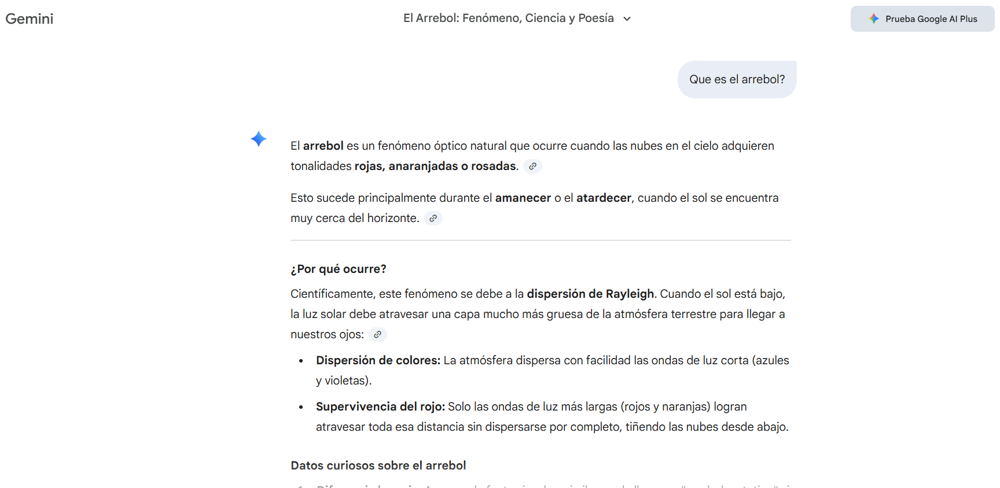 Gemini
El Arrebol: Fenómeno, Ciencia y Poesía
Prueba Google AI Plus
Que es el arrebol?
El arrebol es un fenómeno óptico natural que ocurre cuando las nubes en el cielo adquieren
tonalidades rojas, anaranjadas o rosadas.
Esto sucede principalmente durante el amanecer o el atardecer, cuando el sol se encuentra
muy cerca del horizonte.
¿Por qué ocurre?
Científicamente, este fenómeno se debe a la dispersión de Rayleigh. Cuando el sol está bajo,
la luz solar debe atravesar una capa mucho más gruesa de la atmósfera terrestre para llegar a
nuestros ojos:
• Dispersión de colores: La atmósfera dispersa con facilidad las ondas de luz corta (azules
y violetas).
• Supervivencia del rojo: Solo las ondas de luz más largas (rojos y naranjas) logran
atravesar toda esa distancia sin dispersarse por completo, tiñendo las nubes desde abajo.
Datos curiosos sobre el arrebol